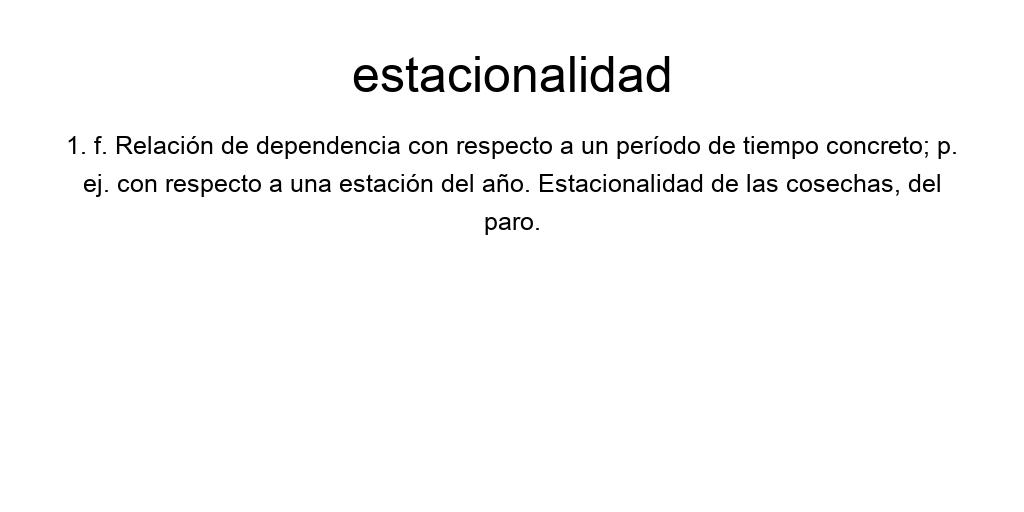 estacionalidad
1. f. Relación de dependencia con respecto a un período de tiempo concreto; p.
ej. con respecto a una estación del año. Estacionalidad de las cosechas, del
paro.